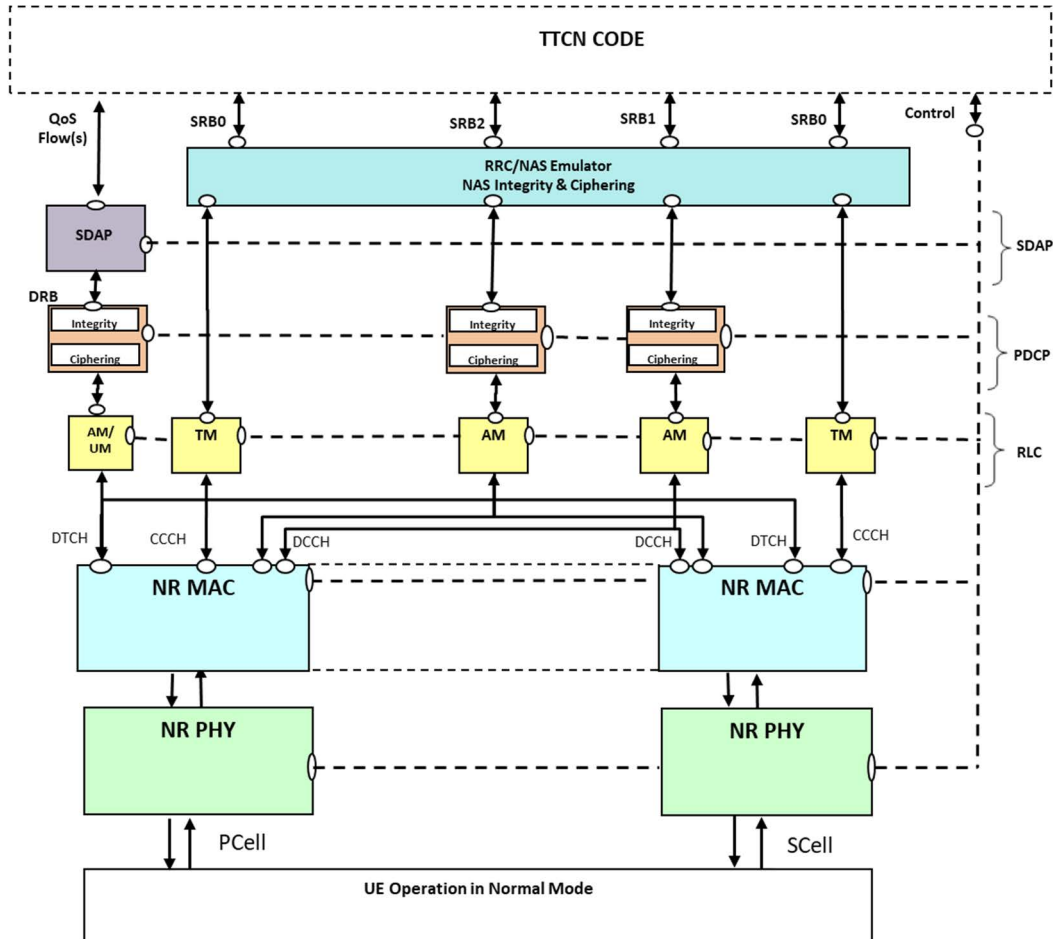 TTCN CODE
QoS
Flow(s)
SRB0
SRB2
SRB1
SRB0
Control
RRC/NAS Emulator
NAS Integrity & Ciphering
SDAP
SDAP
DRB
Integrity
Ciphering
Integrity
Ciphering
Integrity
Ciphering
PDCP
AM/
UM
TM
AM
AM
TM
RLC
DTCH
CCCH
DCCH
DCCH
DTCH
CCCH
NR MAC
NR MAC
NR PHY
NR PHY
PCell
SCell
UE Operation in Normal Mode